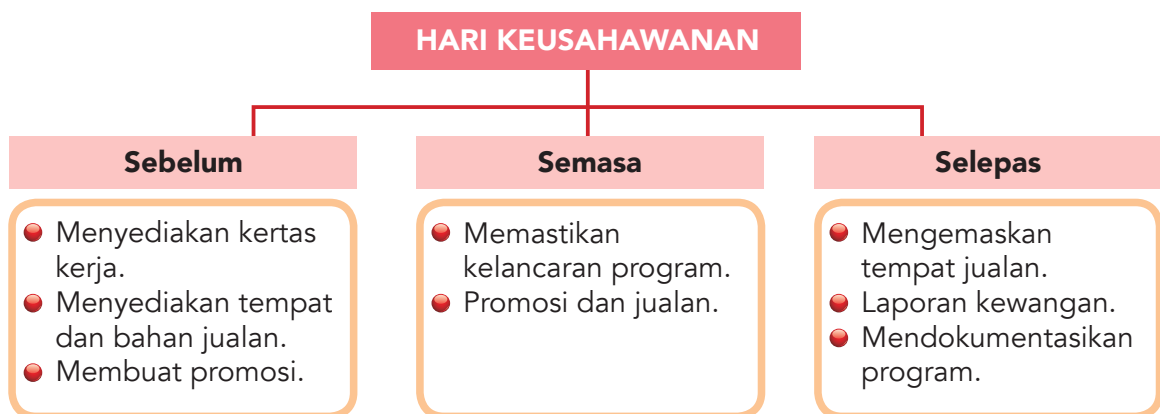 HARI KEUSAHAWANAN
Sebelum
Menyediakan kertas
kerja.
Menyediakan tempat
dan bahan jualan.
Membuat promosi.
Semasa
Memastikan
kelancaran program.
Promosi dan jualan.
Selepas
Mengemaskan
tempat jualan.
Laporan kewangan.
Mendokumentasikan
program.